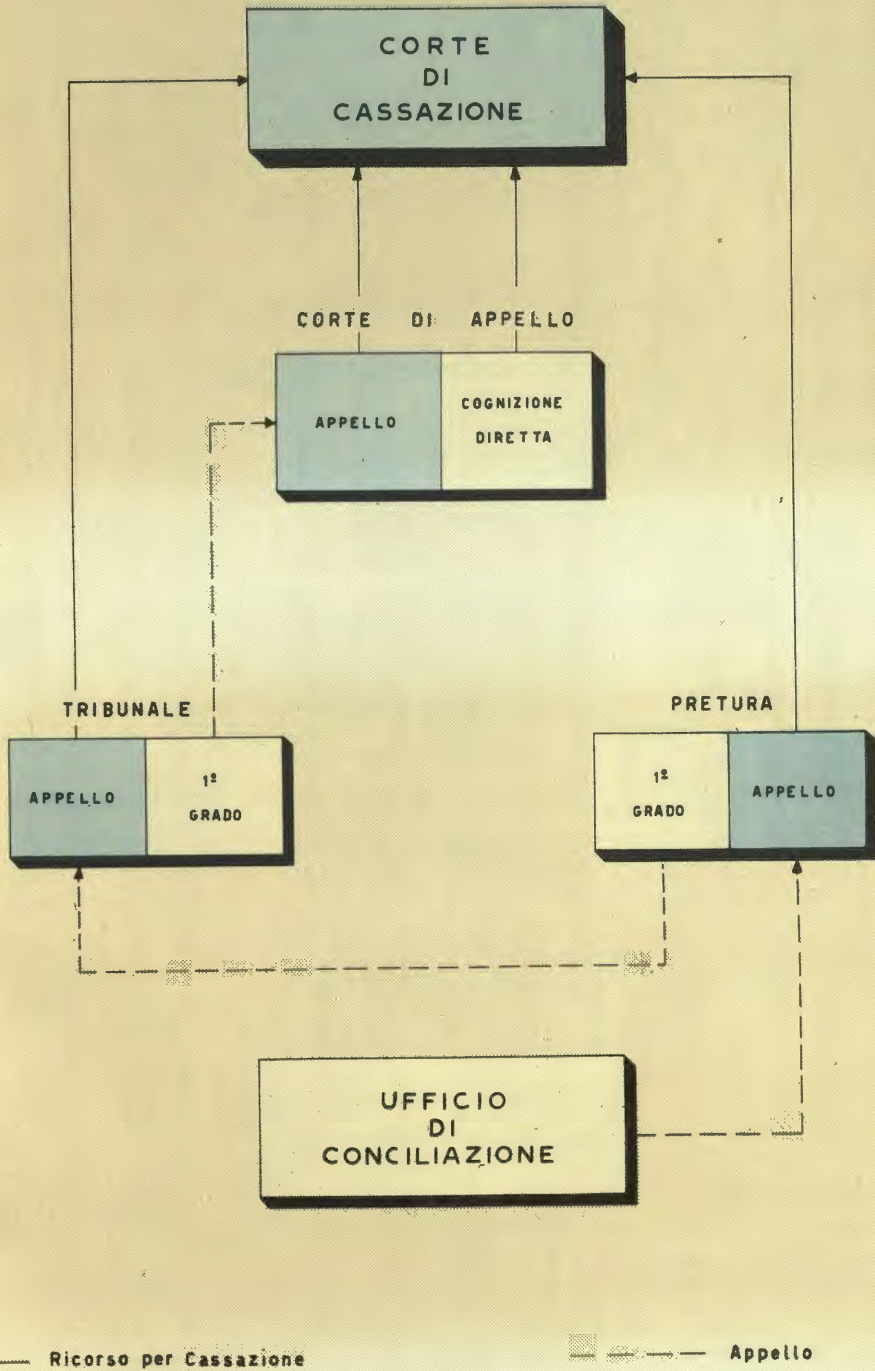 CORTE
DI
CASSAZIONE
CORTE DI APPELLO
APPELLO
COGNIZIONE
DIRETTA
TRIBUNALE
APPELLO
1º
GRADO
PRETURA
1º
GRADO
APPELLO
UFFICIO
DI
CONCILIAZIONE
Ricorso per Cassazione
Appello